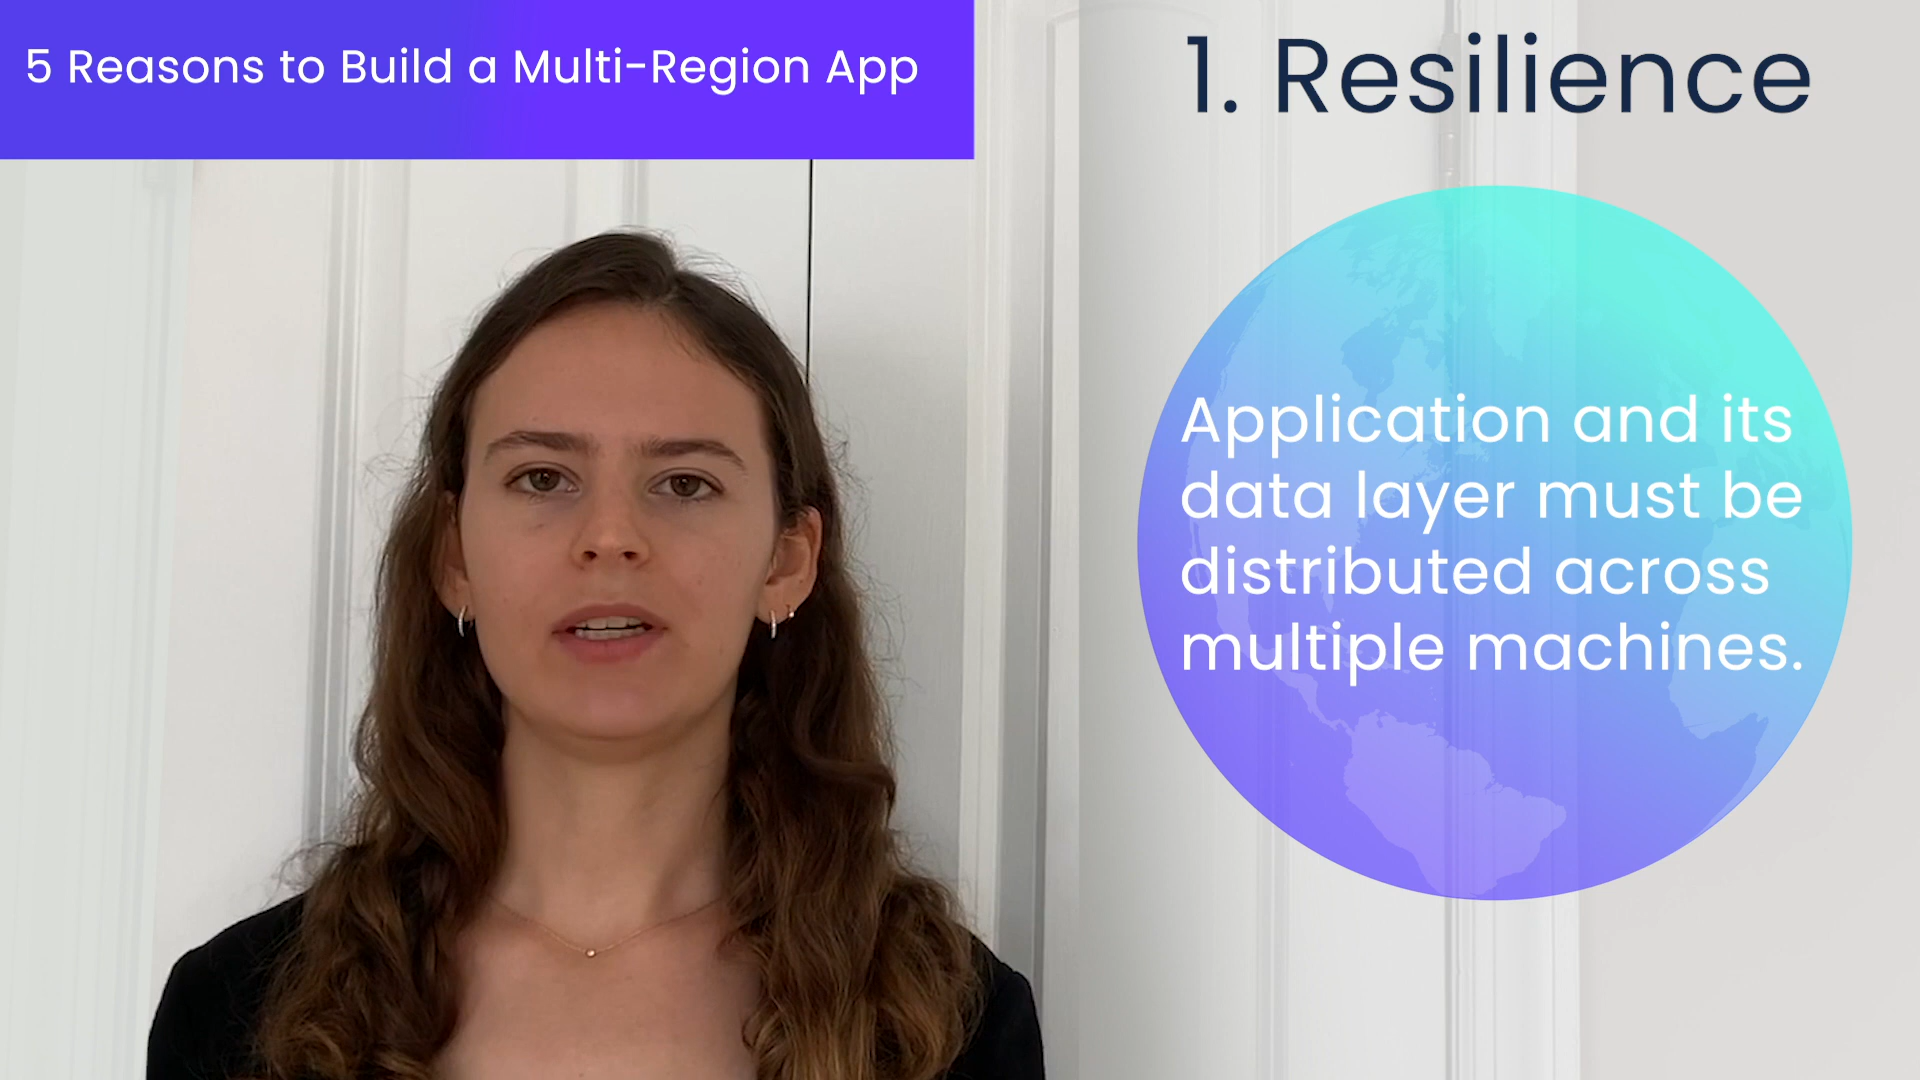 5 Reasons to Build a Multi-Region App
1. Resilience
Application and its
data layer must be
distributed across
multiple machines.